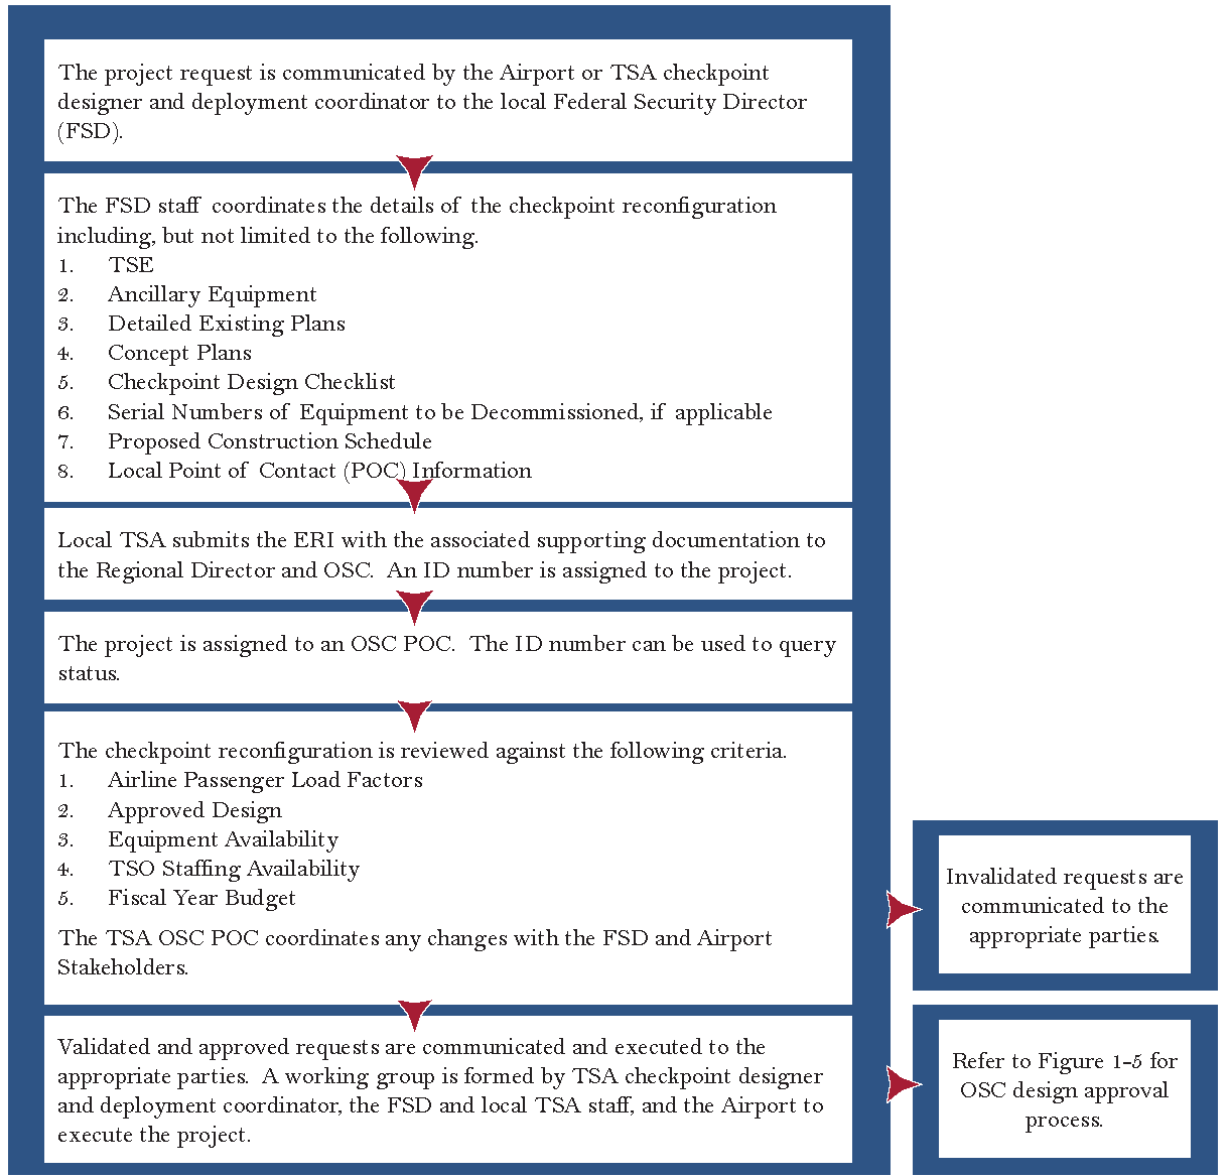 The project request is communicated by the Airport or TSA checkpoint
designer and deployment coordinator to the local Federal Security Director
(FSD).
The FSD staff coordinates the details of the checkpoint reconfiguration
including, but not limited to the following.
1. TSE
2. Ancillary Equipment
3. Detailed Existing Plans
4. Concept Plans
5. Checkpoint Design Checklist
6. Serial Numbers of Equipment to be Decommissioned, if applicable
7. Proposed Construction Schedule
8. Local Point of Contact (POC) Information
Local TSA submits the ERI with the associated supporting documentation to
the Regional Director and OSC. An ID number is assigned to the project.
The project is assigned to an OSC POC. The ID number can be used to query
status.
The checkpoint reconfiguration is reviewed against the following criteria.
1. Airline Passenger Load Factors
2. Approved Design
3. Equipment Availability
4. TSO Staffing Availability
5. Fiscal Year Budget
The TSA OSC POC coordinates any changes with the FSD and Airport
Stakeholders.
Invalidated requests are
communicated to the
appropriate parties.
Validated and approved requests are communicated and executed to the
appropriate parties. A working group is formed by TSA checkpoint designer
and deployment coordinator, the FSD and local TSA staff, and the Airport to
execute the project.
Refer to Figure 1-5 for
OSC design approval
process.